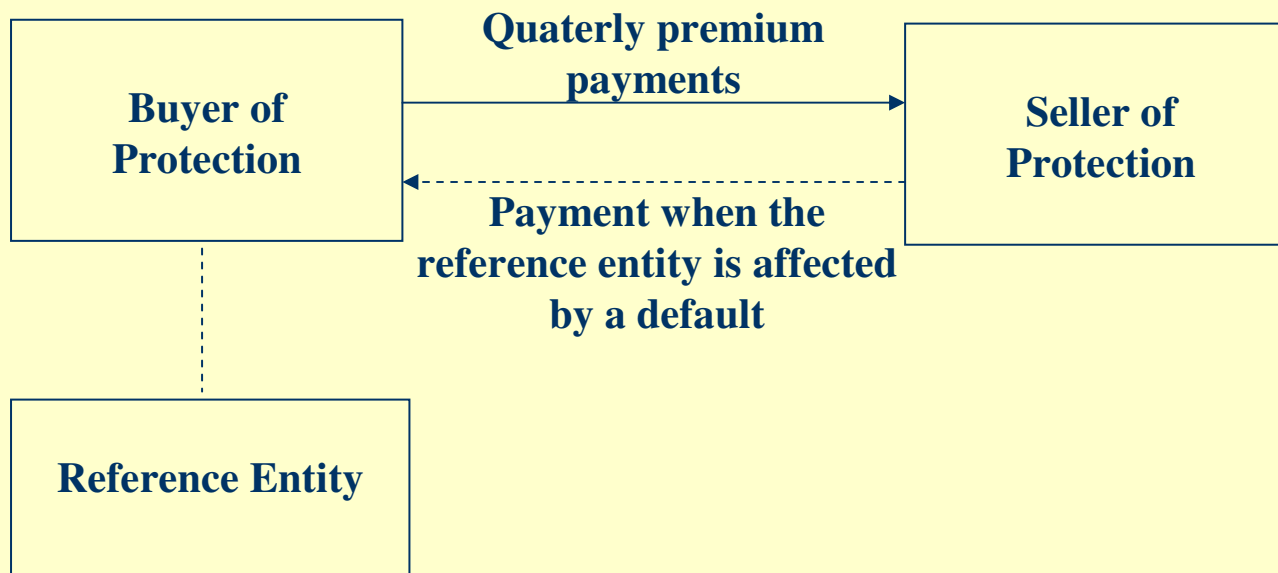 Quaterly premium
payments
Buyer of
Protection
Seller of
Protection
Payment when the
reference entity is affected
by a default
Reference Entity